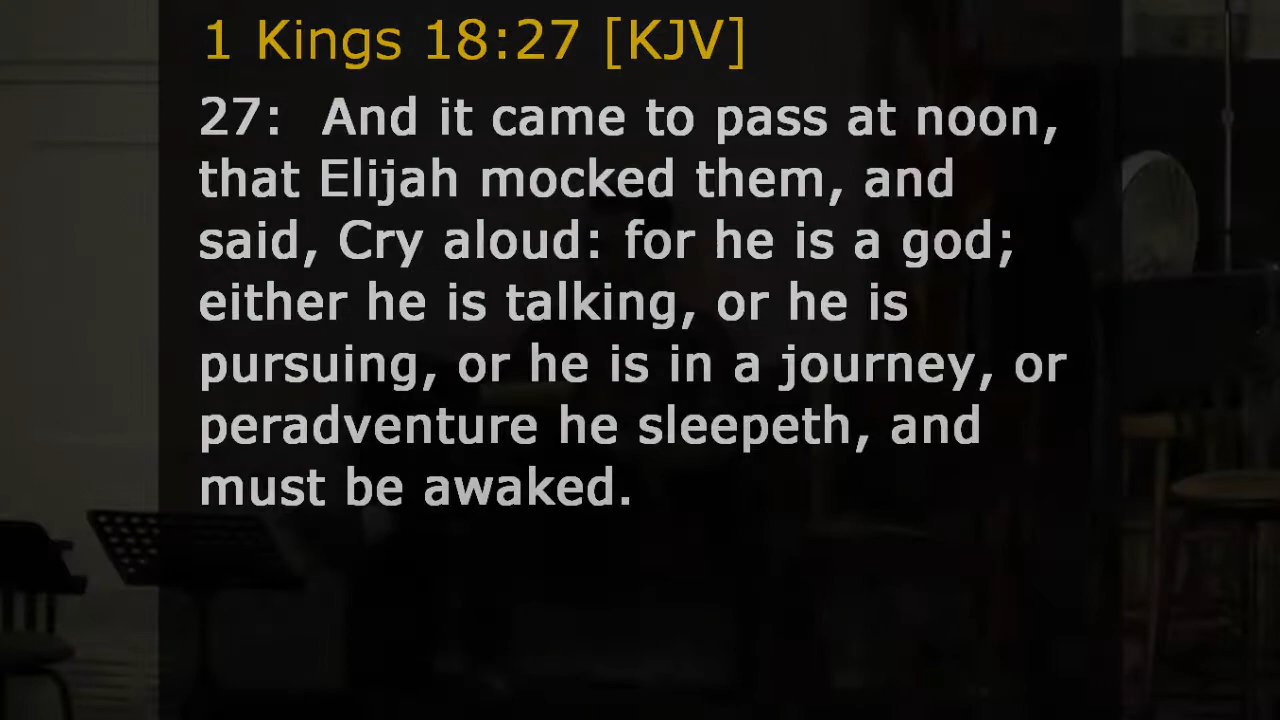 1 Kings 18:27 [KJV]
27: And it came to pass at noon,
that Elijah mocked them, and
said, Cry aloud: for he is a god;
either he is talking, or he is
pursuing, or he is in a journey, or
peradventure he sleepeth, and
must be awaked.